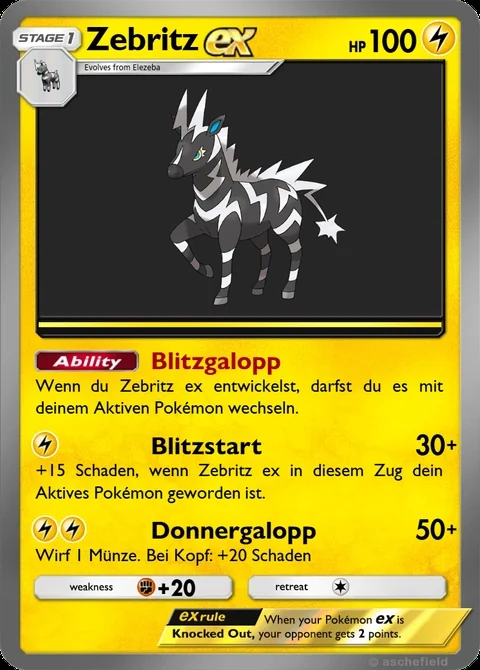 STAGE 1 Zebritz ex HP 100
Evolves from Elezeba
Ability Blitzgalopp
Wenn du Zebritz ex entwickelst, darfst du es mit
deinem Aktiven Pokémon wechseln.
Blitzstart 30+
+15 Schaden, wenn Zebritz ex in diesem Zug dein
Aktives Pokémon geworden ist.
Donnergalopp 50+
Wirf 1 Münze. Bei Kopf: +20 Schaden
weakness +20 retreat
ex rule When your Pokémon ex is
Knocked Out, your opponent gets 2 points.
© aschefield